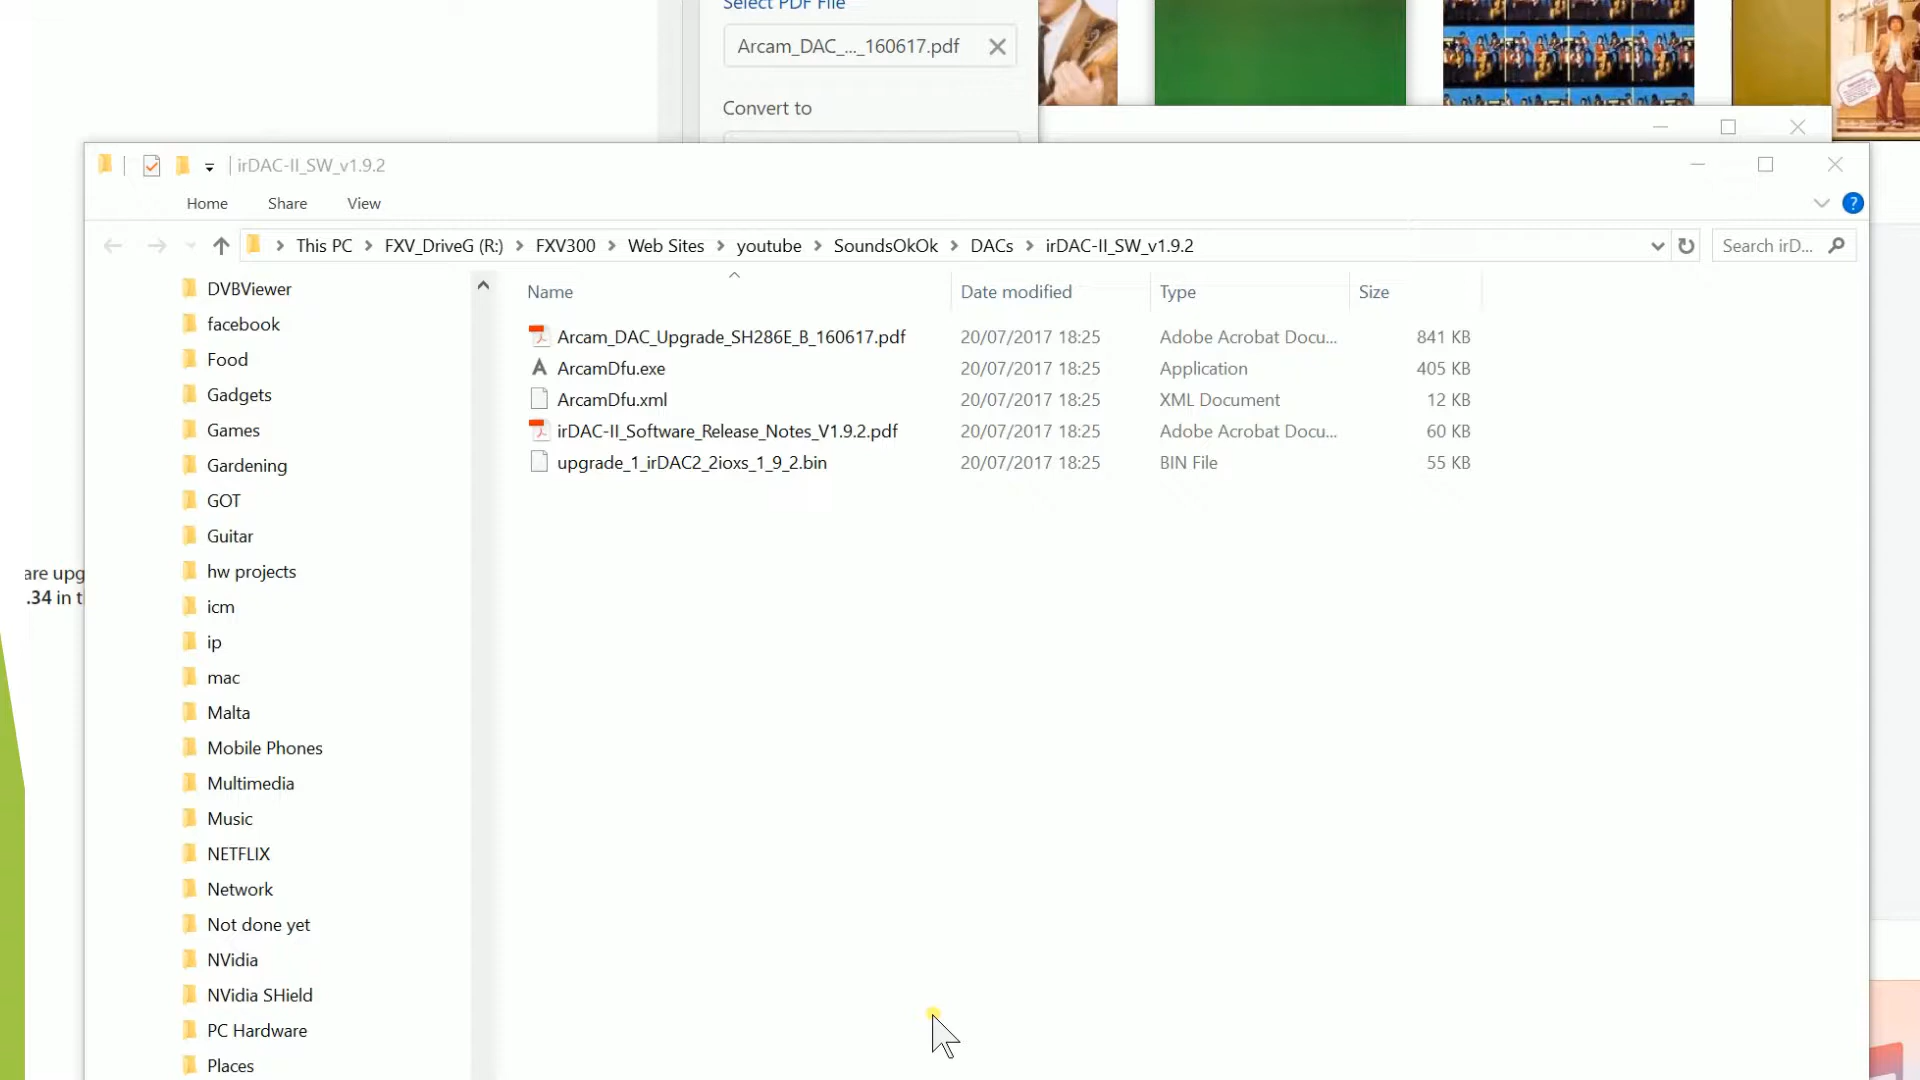 Select PDF File
Arcam_DAC_..._160617.pdf
Convert to
irDAC-II_SW_v1.9.2
Home Share View
This PC FXV_DriveG (R:) FXV300 Web Sites youtube SoundsOkOk DACs irDAC-II_SW_v1.9.2 Search irD...
Name Date modified Type Size
Arcam_DAC_Upgrade_SH286E_B_160617.pdf 20/07/2017 18:25 Adobe Acrobat Docu... 841 KB
ArcamDfu.exe 20/07/2017 18:25 Application 405 KB
ArcamDfu.xml 20/07/2017 18:25 XML Document 12 KB
irDAC-II_Software_Release_Notes_V1.9.2.pdf 20/07/2017 18:25 Adobe Acrobat Docu... 60 KB
upgrade_1_irDAC2_2ioxs_1_9_2.bin 20/07/2017 18:25 BIN File 55 KB
DVBViewer
facebook
Food
Gadgets
Games
Gardening
GOT
Guitar
hw projects
icm
ip
mac
Malta
Mobile Phones
Multimedia
Music
NETFLIX
Network
Not done yet
NVidia
NVidia SHield
PC Hardware
Places
are upg
.34 in t